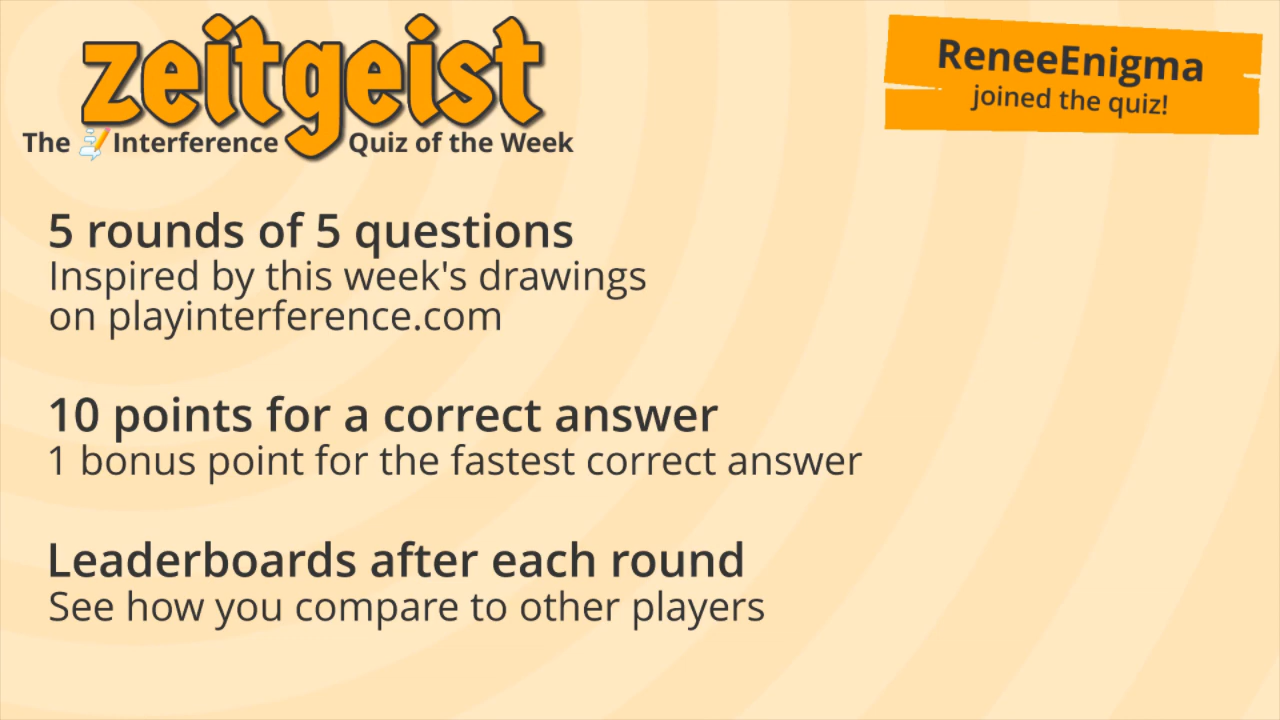 zeitgeist
The Interference Quiz of the Week
ReneeEnigma
joined the quiz!
5 rounds of 5 questions
Inspired by this week's drawings
on playinterference.com
10 points for a correct answer
1 bonus point for the fastest correct answer
Leaderboards after each round
See how you compare to other players